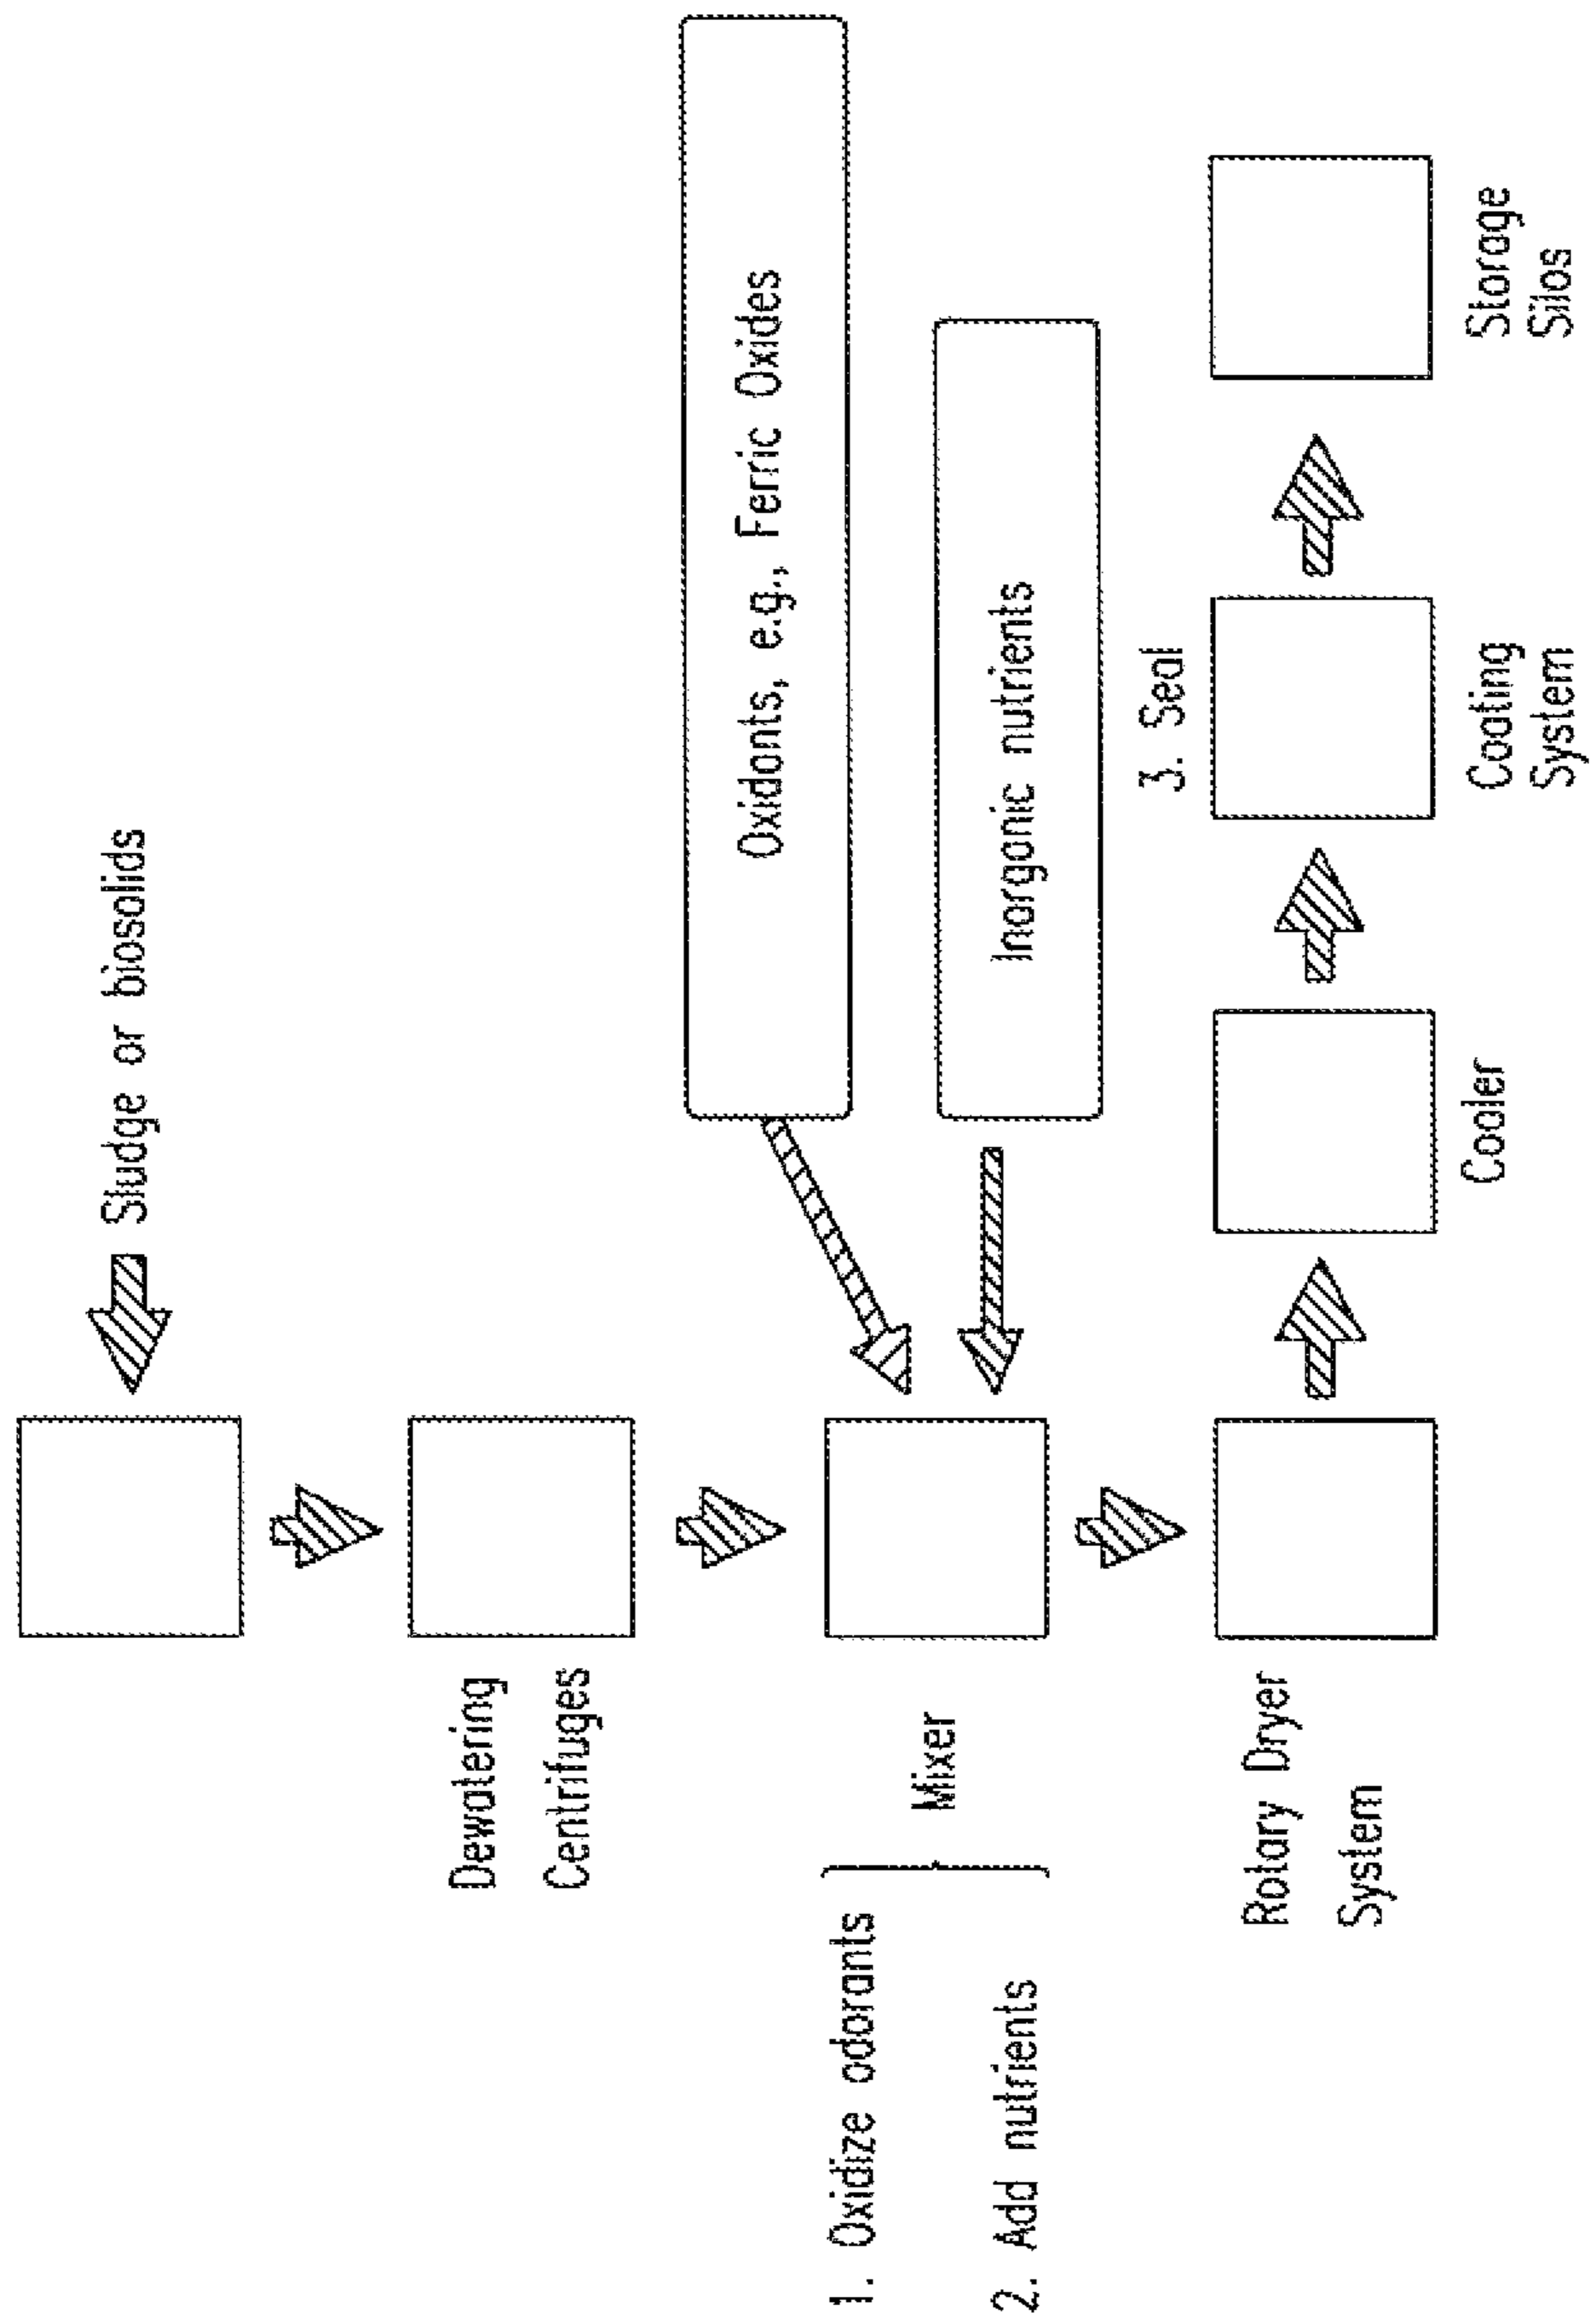 Sludge or biosolids
Dewatering
Centrifuges
Oxidants, e.g., Ferric Oxides
1. Oxidize odorants
Mixer
2. Add nutrients
Inorganic nutrients
3. Seal
Rotary Dryer
System
Cooler
Coating
System
Storage
Silos